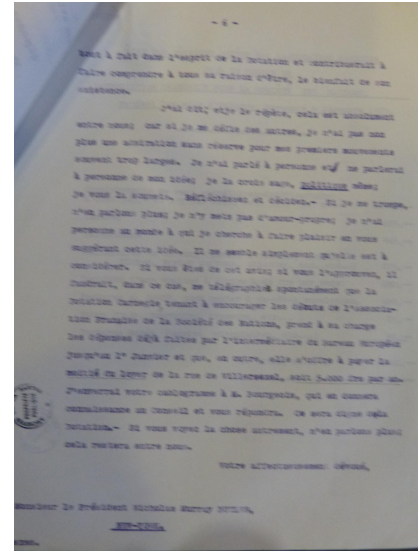 - 6 -
tout à fait dans l'esprit de la Dotation et contribuerait à
faire comprendre à tous sa raison d'être, le bienfait de son
existence.
J'ai dit, et je le répète, cela est absolument
entre nous; car si je me défie des autres, je n'ai pas non
plus une admiration sans réserve pour mes premiers mouvements
souvent trop larges. Je n'ai parlé à personne et ne parlerai
à personne de mon idée; je la crois sage, politique même;
je vous la soumets. Réfléchissez et décidez.- Si je me trompe,
n'en parlons plus; je n'y mets pas d'amour-propre; je n'ai
personne au monde à qui je cherche à faire plaisir en vous
suggérant cette idée. Il me semble simplement qu'elle est à
considérer. Si vous êtes de cet avis; si vous l'approuvez, il
faudrait, dans ce cas, me télégraphier spontanément que la
Dotation Carnegie, tenant à encourager les débuts de l'Associa-
tion Française de la Société des Nations, prend à sa charge
les dépenses déjà faites par l'intermédiaire du Bureau Européen
jusqu'au 1º Janvier et que, en outre, elle s'offre à payer la
moitié du loyer de la rue de Villersexel, soit 5.000 frs par an.
J'enverrai votre cablogramme à M. Bourgeois, qui en donnera
connaissance au Conseil et vous répondra. Ce sera digne de la
Dotation.- Si vous voyez la chose autrement, n'en parlons plus;
cela restera entre nous.
Votre affectueusement dévoué,
Monsieur le Président Nicholas Murray BUTLER,
NEW-YORK.